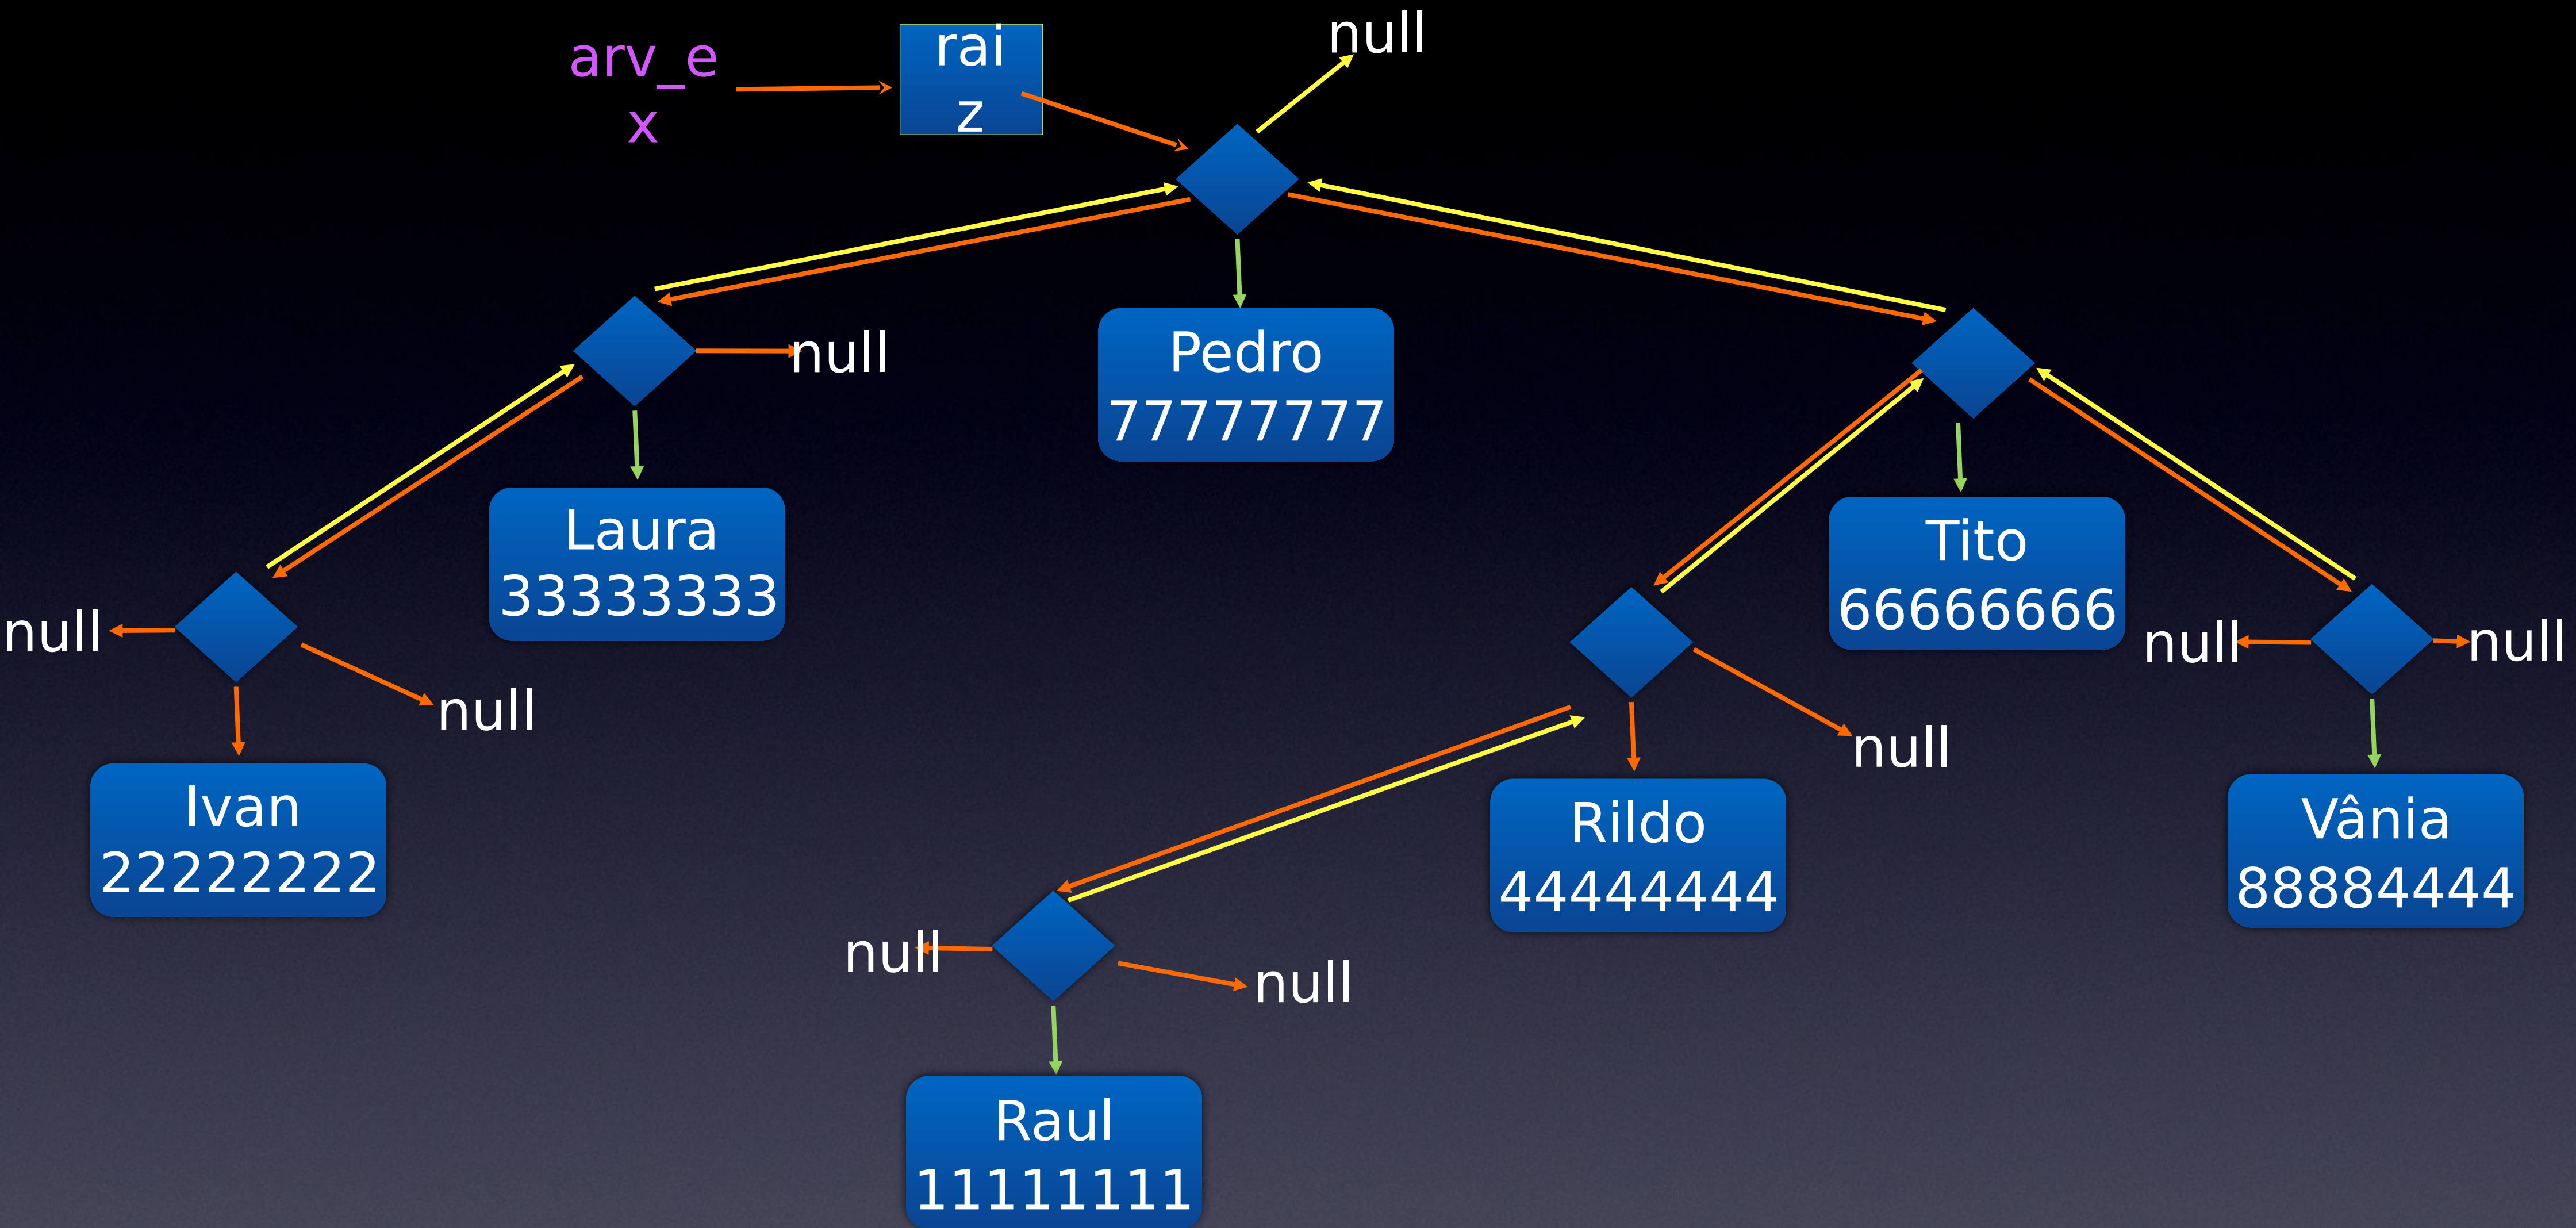 arv_e
x
rai
z
null
null
Pedro
77777777
Laura
33333333
Tito
66666666
null
null
null
null
null
Ivan
22222222
Rildo
44444444
Vânia
88884444
null
null
Raul
11111111